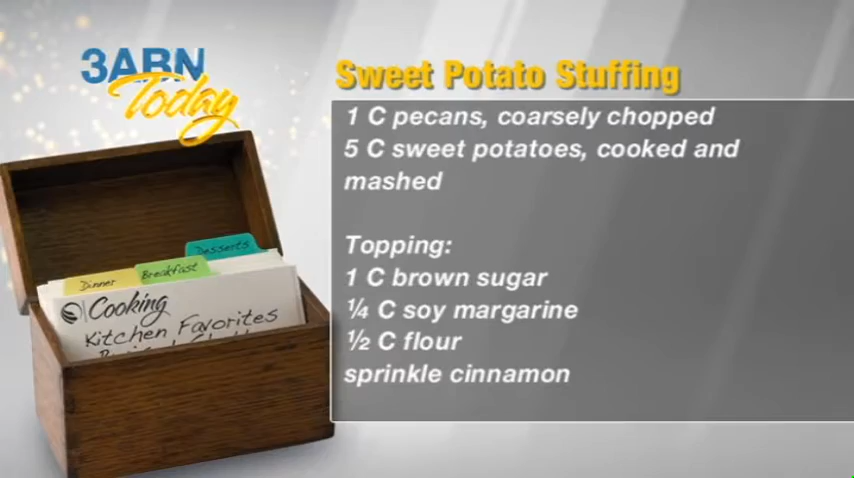 3ABN
Today
Sweet Potato Stuffing
1 C pecans, coarsely chopped
5 C sweet potatoes, cooked and
mashed
Topping:
1 C brown sugar
¼ C soy margarine
½ C flour
sprinkle cinnamon
Desserts
Breakfast
Dinner
Cooking
Kitchen Favorites